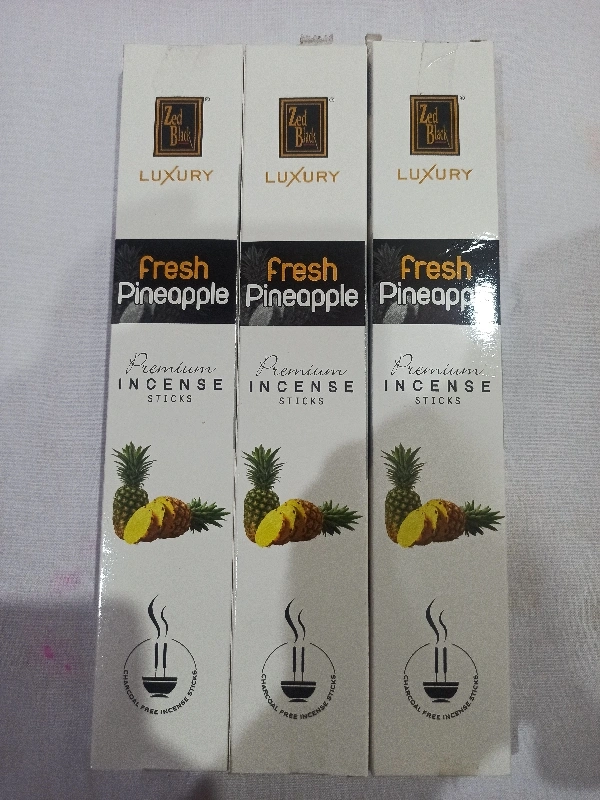 Zed
Black
®
LUXURY
fresh
Pineapple
Premium
INCENSE
STICKS
CHARCOAL FREE INCENSE STICKS
Zed
Black
®
LUXURY
fresh
Pineapple
Premium
INCENSE
STICKS
CHARCOAL FREE INCENSE STICKS
Zed
Black
®
LUXURY
fresh
Pineapple
Premium
INCENSE
STICKS
CHARCOAL FREE INCENSE STICKS